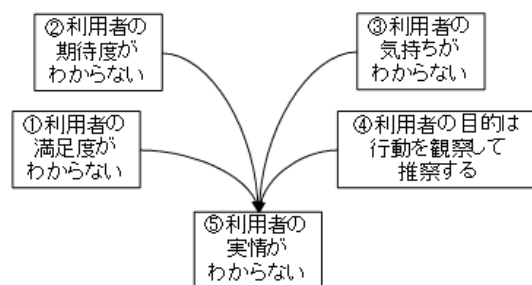 ②利用者の
期待度が
わからない
③利用者の
気持ちが
わからない
①利用者の
満足度が
わからない
④利用者の目的は
行動を観察して
推察する
⑤利用者の
実情が
わからない